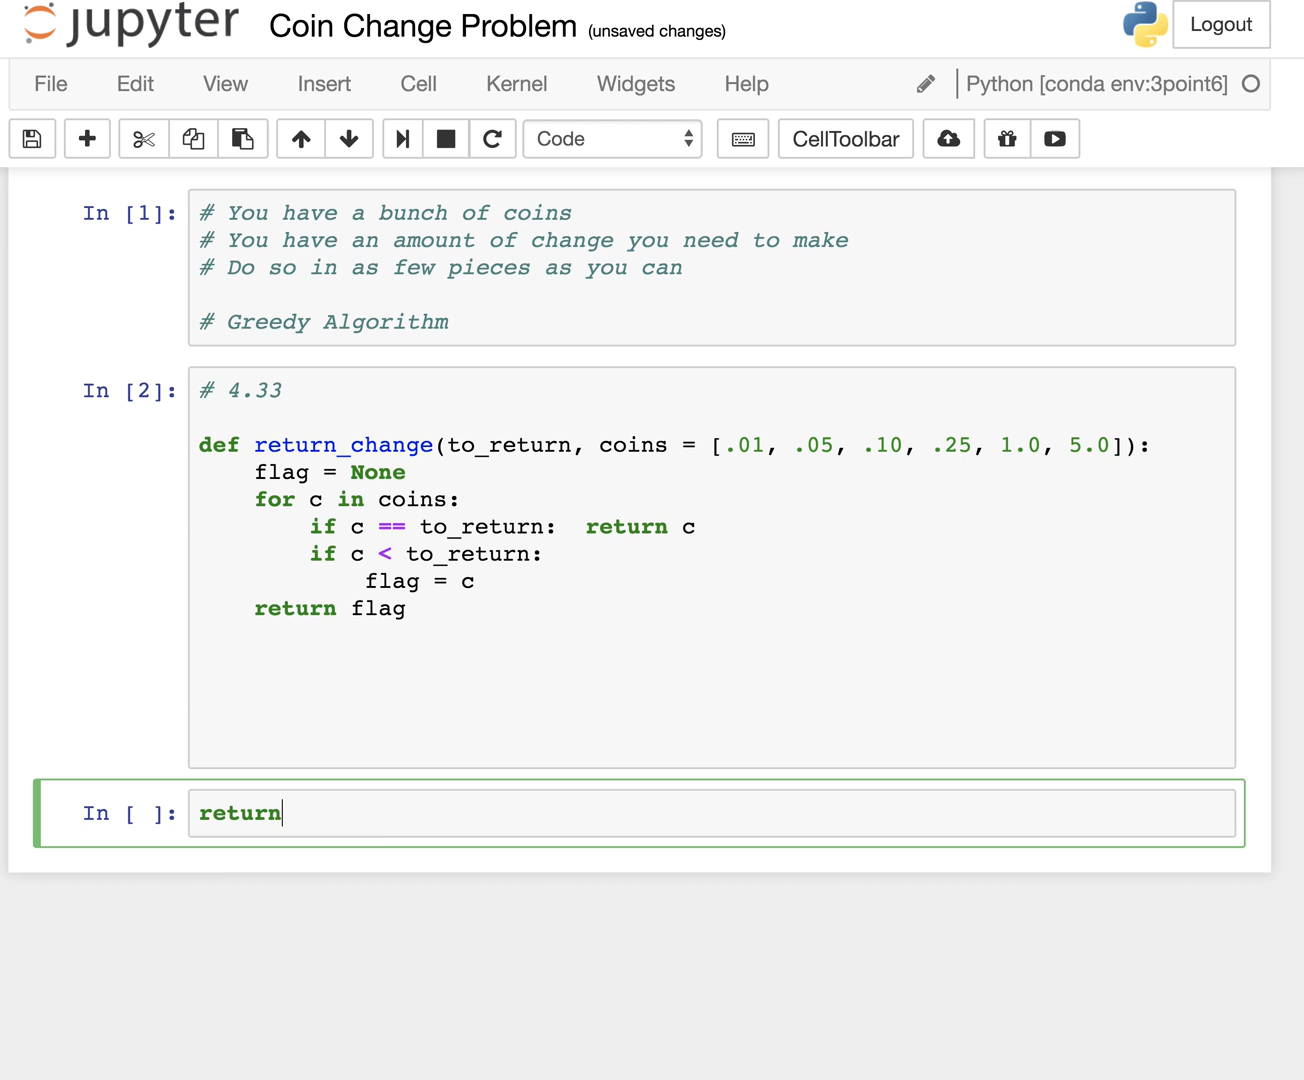 jupyter Coin Change Problem (unsaved changes) Logout
File Edit View Insert Cell Kernel Widgets Help Python [conda env:3point6]
Code CellToolbar
In [1]: # You have a bunch of coins
# You have an amount of change you need to make
# Do so in as few pieces as you can
# Greedy Algorithm
In [2]: # 4.33
def return_change(to_return, coins = [.01, .05, .10, .25, 1.0, 5.0]):
flag = None
for c in coins:
if c == to_return: return c
if c < to_return:
flag = c
return flag
In [ ]: return